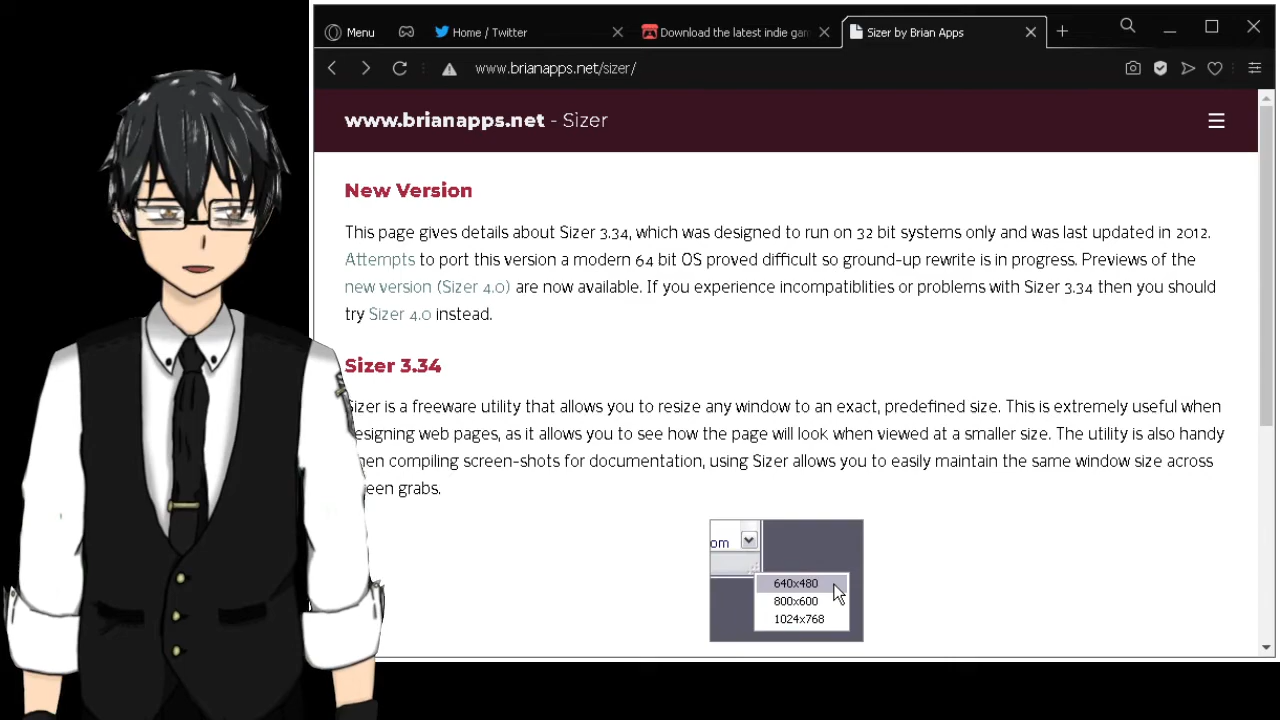 Menu
Home / Twitter
Download the latest indie gan
Sizer by Brian Apps
www.brianapps.net/sizer/
www.brianapps.net - Sizer
New Version
This page gives details about Sizer 3.34, which was designed to run on 32 bit systems only and was last updated in 2012.
Attempts to port this version a modern 64 bit OS proved difficult so ground-up rewrite is in progress. Previews of the
new version (Sizer 4.0) are now available. If you experience incompatiblities or problems with Sizer 3.34 then you should
try Sizer 4.0 instead.
Sizer 3.34
Sizer is a freeware utility that allows you to resize any window to an exact, predefined size. This is extremely useful when
designing web pages, as it allows you to see how the page will look when viewed at a smaller size. The utility is also handy
when compiling screen-shots for documentation, using Sizer allows you to easily maintain the same window size across
een grabs.
om
640x480
800x600
1024x768